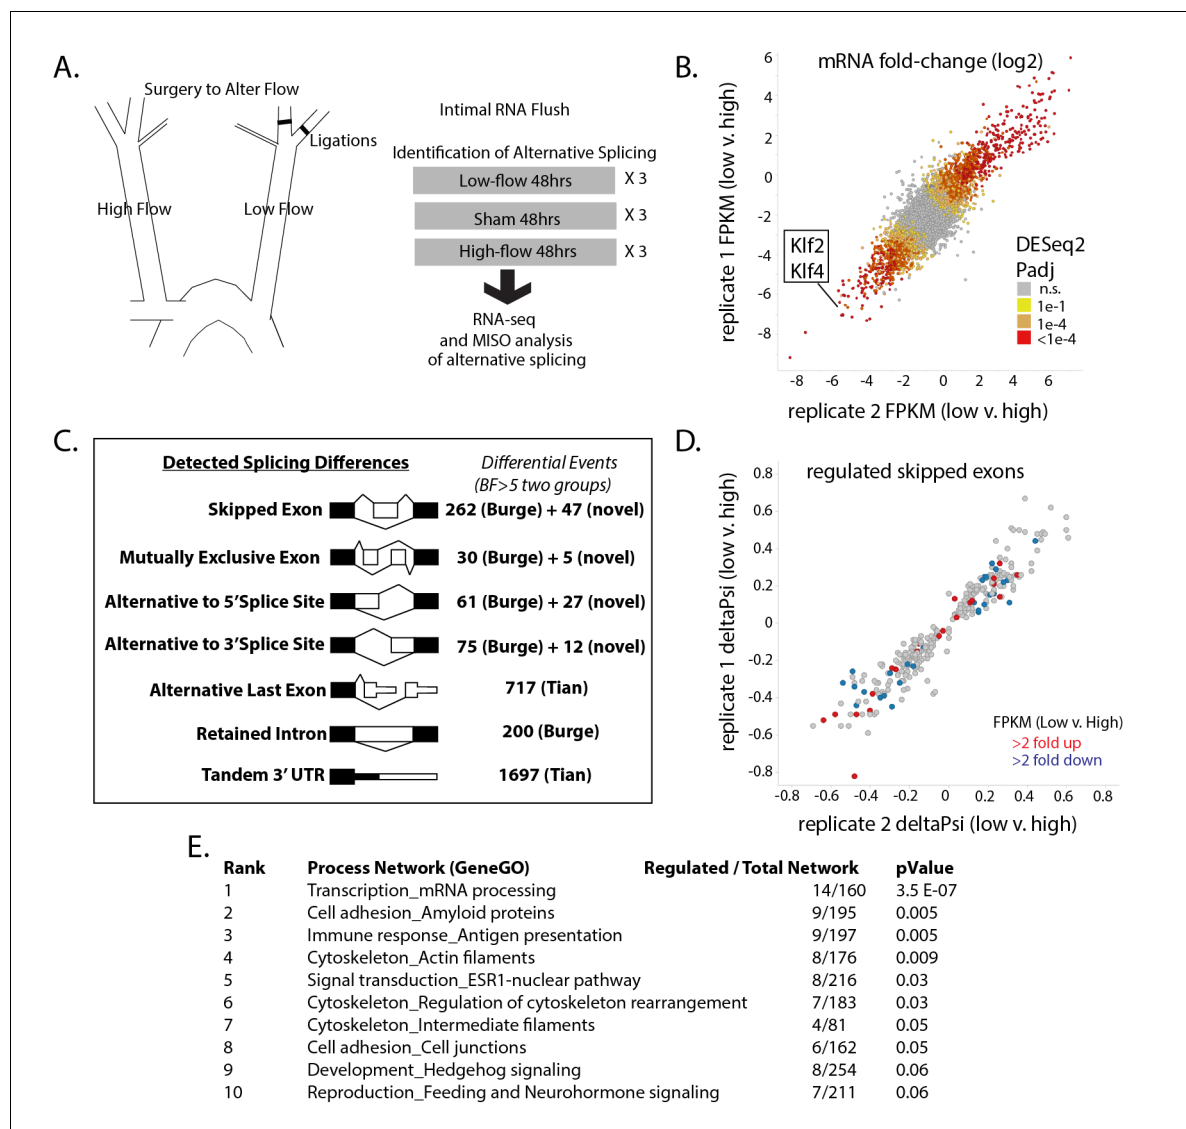 A.
Surgery to Alter Flow
Ligations
High Flow
Low Flow
Intimal RNA Flush
Identification of Alternative Splicing
Low-flow 48hrs X 3
Sham 48hrs X 3
High-flow 48hrs X 3
RNA-seq
and MISO analysis
of alternative splicing
B.
mRNA fold-change (log2)
replicate 1 FPKM (low v. high)
6
4
2
0
-2
-4
-6
-8
Klf2
Klf4
DESeq2
Padj
n.s.
1e-1
1e-4
<1e-4
-8 -6 -4 -2 0 2 4 6
replicate 2 FPKM (low v. high)
C.
Detected Splicing Differences
Differential Events
(BF>5 two groups)
Skipped Exon 262 (Burge) + 47 (novel)
Mutually Exclusive Exon 30 (Burge) + 5 (novel)
Alternative to 5′Splice Site 61 (Burge) + 27 (novel)
Alternative to 3′Splice Site 75 (Burge) + 12 (novel)
Alternative Last Exon 717 (Tian)
Retained Intron 200 (Burge)
Tandem 3′ UTR 1697 (Tian)
D.
regulated skipped exons
replicate 1 deltaPsi (low v. high)
0.8
0.6
0.4
0.2
0
-0.2
-0.4
-0.6
-0.8
FPKM (Low v. High)
>2 fold up
>2 fold down
-0.8 -0.6 -0.4 -0.2 0 0.2 0.4 0.6 0.8
replicate 2 deltaPsi (low v. high)
E.
Rank Process Network (GeneGO) Regulated / Total Network pValue
1 Transcription_mRNA processing 14/160 3.5 E-07
2 Cell adhesion_Amyloid proteins 9/195 0.005
3 Immune response_Antigen presentation 9/197 0.005
4 Cytoskeleton_Actin filaments 8/176 0.009
5 Signal transduction_ESR1-nuclear pathway 8/216 0.03
6 Cytoskeleton_Regulation of cytoskeleton rearrangement 7/183 0.03
7 Cytoskeleton_Intermediate filaments 4/81 0.05
8 Cell adhesion_Cell junctions 6/162 0.05
9 Development_Hedgehog signaling 8/254 0.06
10 Reproduction_Feeding and Neurohormone signaling 7/211 0.06